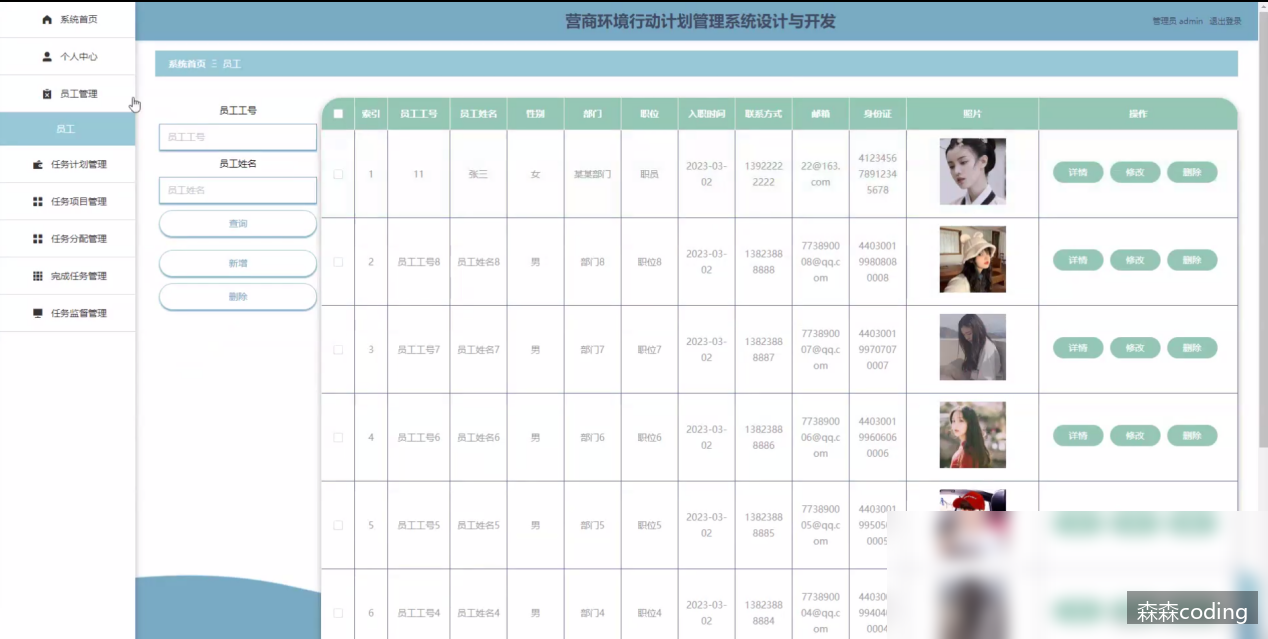 营商环境行动计划管理系统设计与开发
管理员 admin 退出登录
系统首页
个人中心
员工管理
员工
任务计划管理
任务项目管理
任务分配管理
完成任务管理
任务监督管理
系统首页 Ξ 员工
员工工号
员工工号
员工姓名
员工姓名
查询
新增
删除
索引 员工工号 员工姓名 性别 部门 职位 入职时间 联系方式 邮箱 身份证 照片 操作
1 11 张三 女 某某部门 职员 2023-03-02 13922222222 22@163.com 412345678912345678 详情 修改 删除
2 员工工号8 员工姓名8 男 部门8 职位8 2023-03-02 13823888888 773890008@qq.com 440300199808080008 详情 修改 删除
3 员工工号7 员工姓名7 男 部门7 职位7 2023-03-02 13823888887 773890007@qq.com 440300199707070007 详情 修改 删除
4 员工工号6 员工姓名6 男 部门6 职位6 2023-03-02 13823888886 773890006@qq.com 440300199606060006 详情 修改 删除
5 员工工号5 员工姓名5 男 部门5 职位5 2023-03-02 13823888885 773890005@qq.com
6 员工工号4 员工姓名4 男 部门4 职位4 2023-03-02 13823888884 773890004@qq.com
森森coding